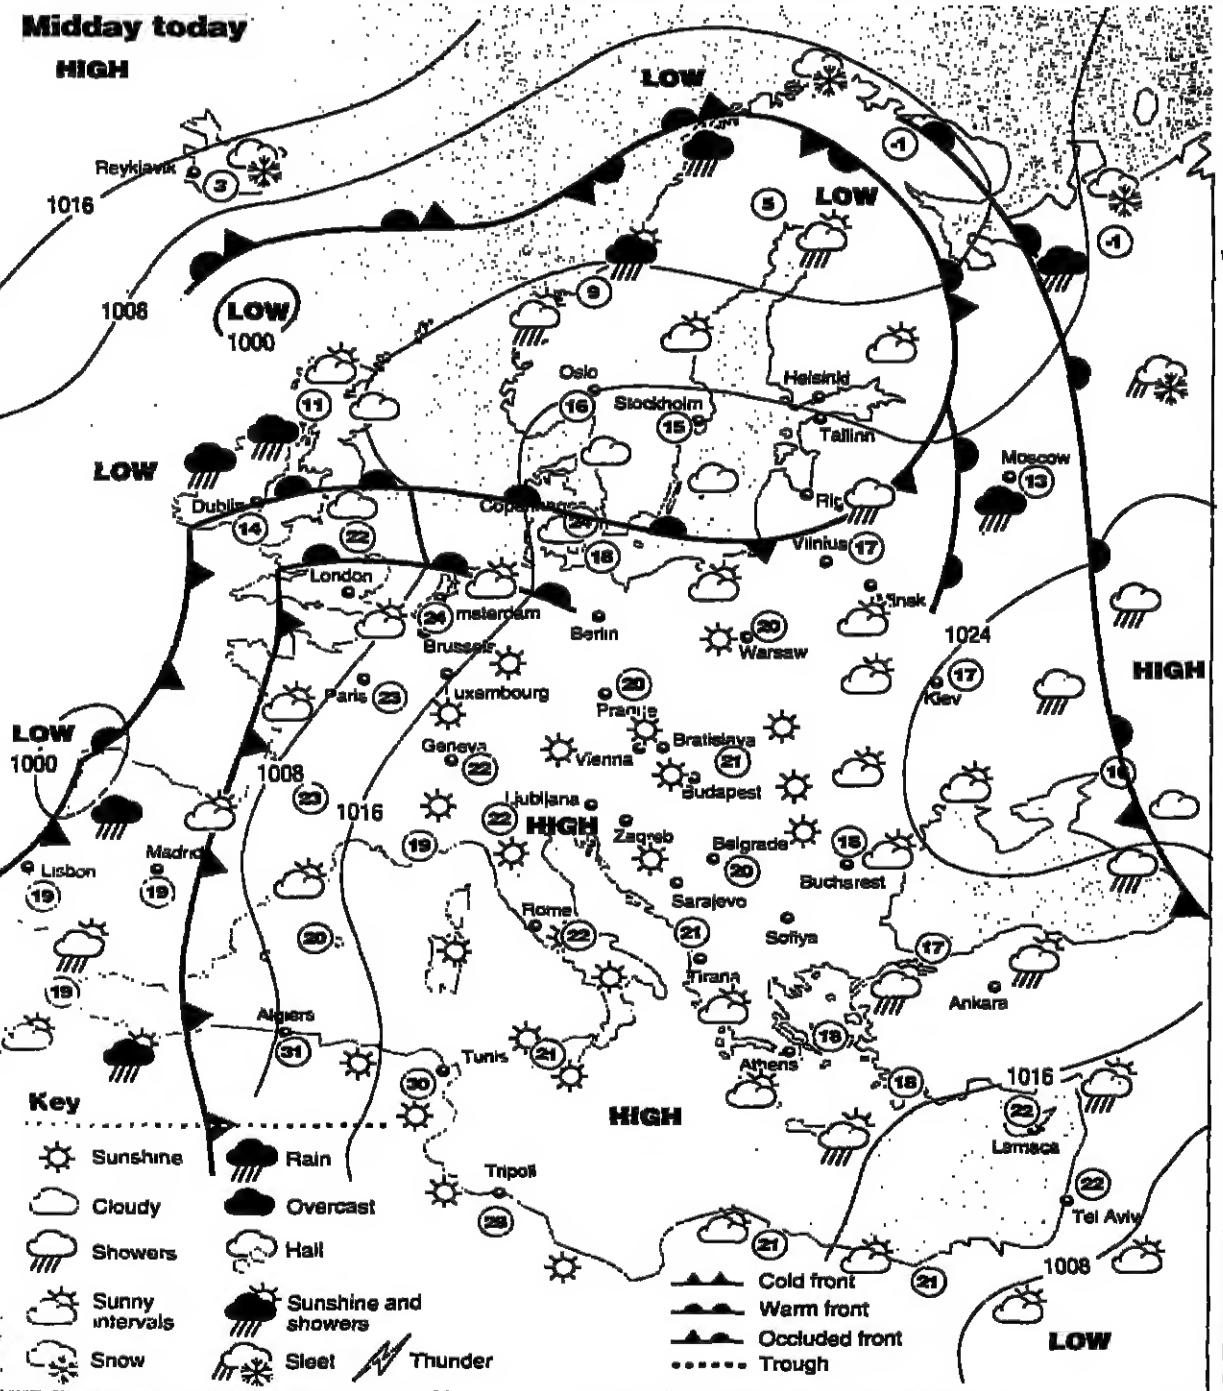 Midday today
HIGH
LOW
Reykjavik
3
-1
1016
5
LOW
-1
1008
LOW
1000
9
Oslo
Helsinki
11
16
Stockholm
15
Tallinn
LOW
Moscow
13
Dublin
14
22
18
Vilnius
17
London
24
Brussels
Berlin
20
Warsaw
1024
HIGH
Paris
23
20
Prague
17
Kiev
LOW
1000
Geneva
22
Vienna
Bratislava
21
Budapest
1008
23
1016
22
Ljubljana
HIGH
Zagreb
19
Belgrade
20
18
Bucharest
Madrid
19
Lisbon
19
Sarajevo
Rome
22
21
Sofiya
20
17
Tirana
19
Ankara
Algiers
31
Tunis
21
30
18
Athens
18
1016
22
Larnaca
HIGH
Tripoli
28
22
Tel Aviv
21
21
1008
LOW
Key
Sunshine
Rain
Cloudy
Overcast
Showers
Hail
Sunny
intervals
Sunshine and
showers
Snow
Sleet
Thunder
Cold front
Warm front
Occluded front
Trough